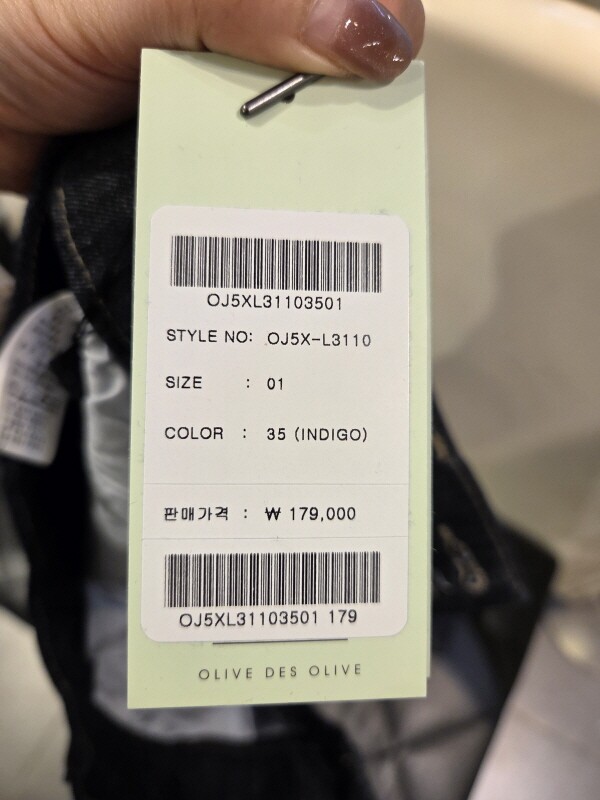 OJ5XL31103501
STYLE NO: OJ5X-L3110
SIZE : 01
COLOR : 35 (INDIGO)
판매가격 : ₩ 179,000
OJ5XL31103501 179
OLIVE DES OLIVE